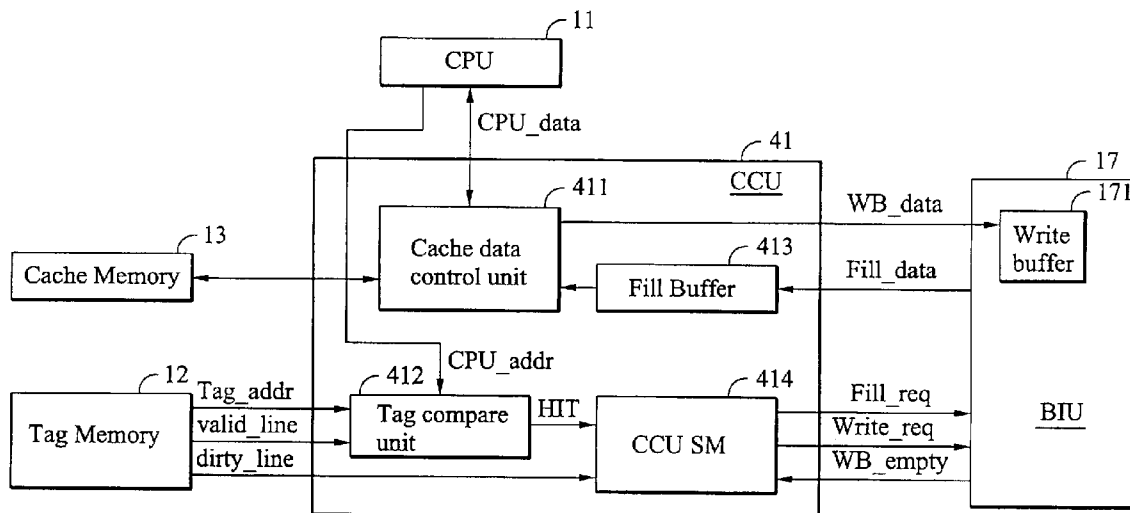 11
CPU
CPU_data
41
CCU
17
411
WB_data
171
Cache data
control unit
Write
buffer
13
Cache Memory
413
Fill Buffer
Fill_data
CPU_addr
12
Tag Memory
Tag_addr
valid_line
dirty_line
412
Tag compare
unit
HIT
414
CCU SM
Fill_req
Write_req
WB_empty
BIU